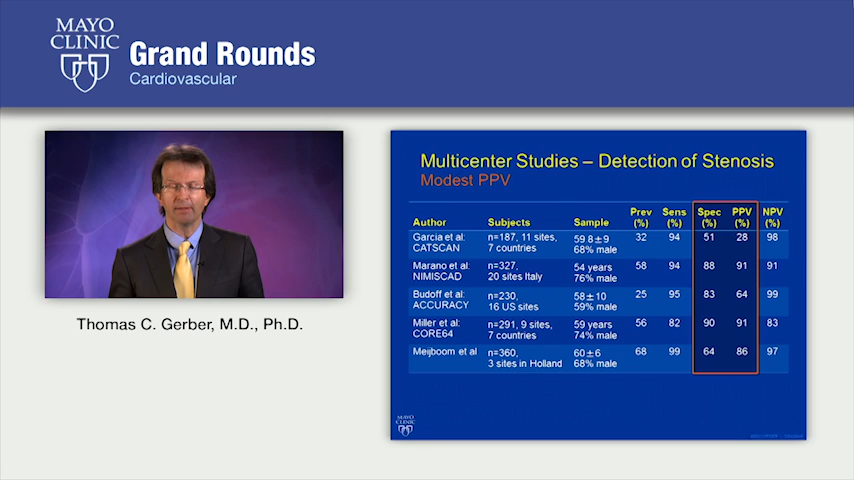 MAYO
CLINIC
Grand Rounds
Cardiovascular
Thomas C. Gerber, M.D., Ph.D.
Multicenter Studies – Detection of Stenosis
Modest PPV
Author Subjects Sample Prev (%) Sens (%) Spec (%) PPV (%) NPV (%)
Garcia et al: CATSCAN n=187, 11 sites, 7 countries 59.8±9 68% male 32 94 51 28 98
Marano et al: NIMISCAD n=327, 20 sites Italy 54 years 76% male 58 94 88 91 91
Budoff et al: ACCURACY n=230, 16 US sites 58±10 59% male 25 95 83 64 99
Miller et al: CORE64 n=291, 9 sites, 7 countries 59 years 74% male 56 82 90 91 83
Meijboom et al n=360, 3 sites in Holland 60±6 68% male 68 99 64 86 97
MAYO
CLINIC